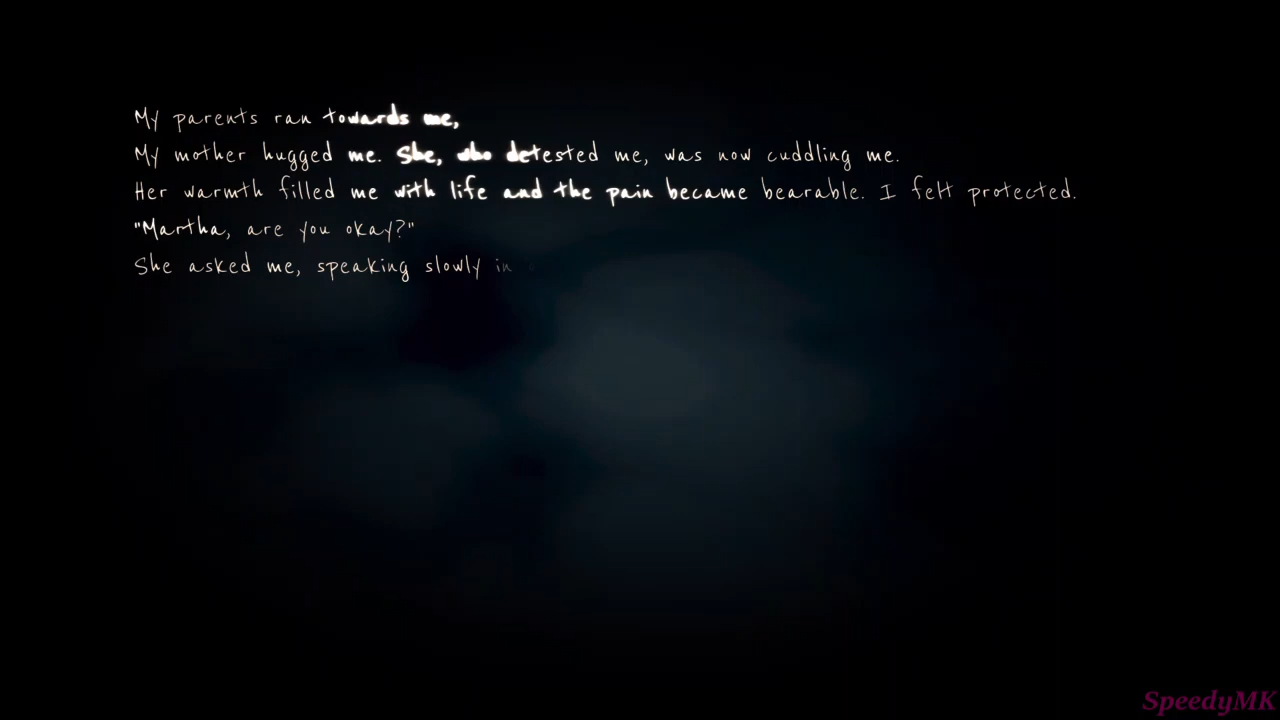 My parents ran towards me,
My mother hugged me. She, who detested me, was now cuddling me.
Her warmth filled me with life and the pain became bearable. I felt protected.
"Martha, are you okay?"
She asked me, speaking slowly in
SpeedyMK